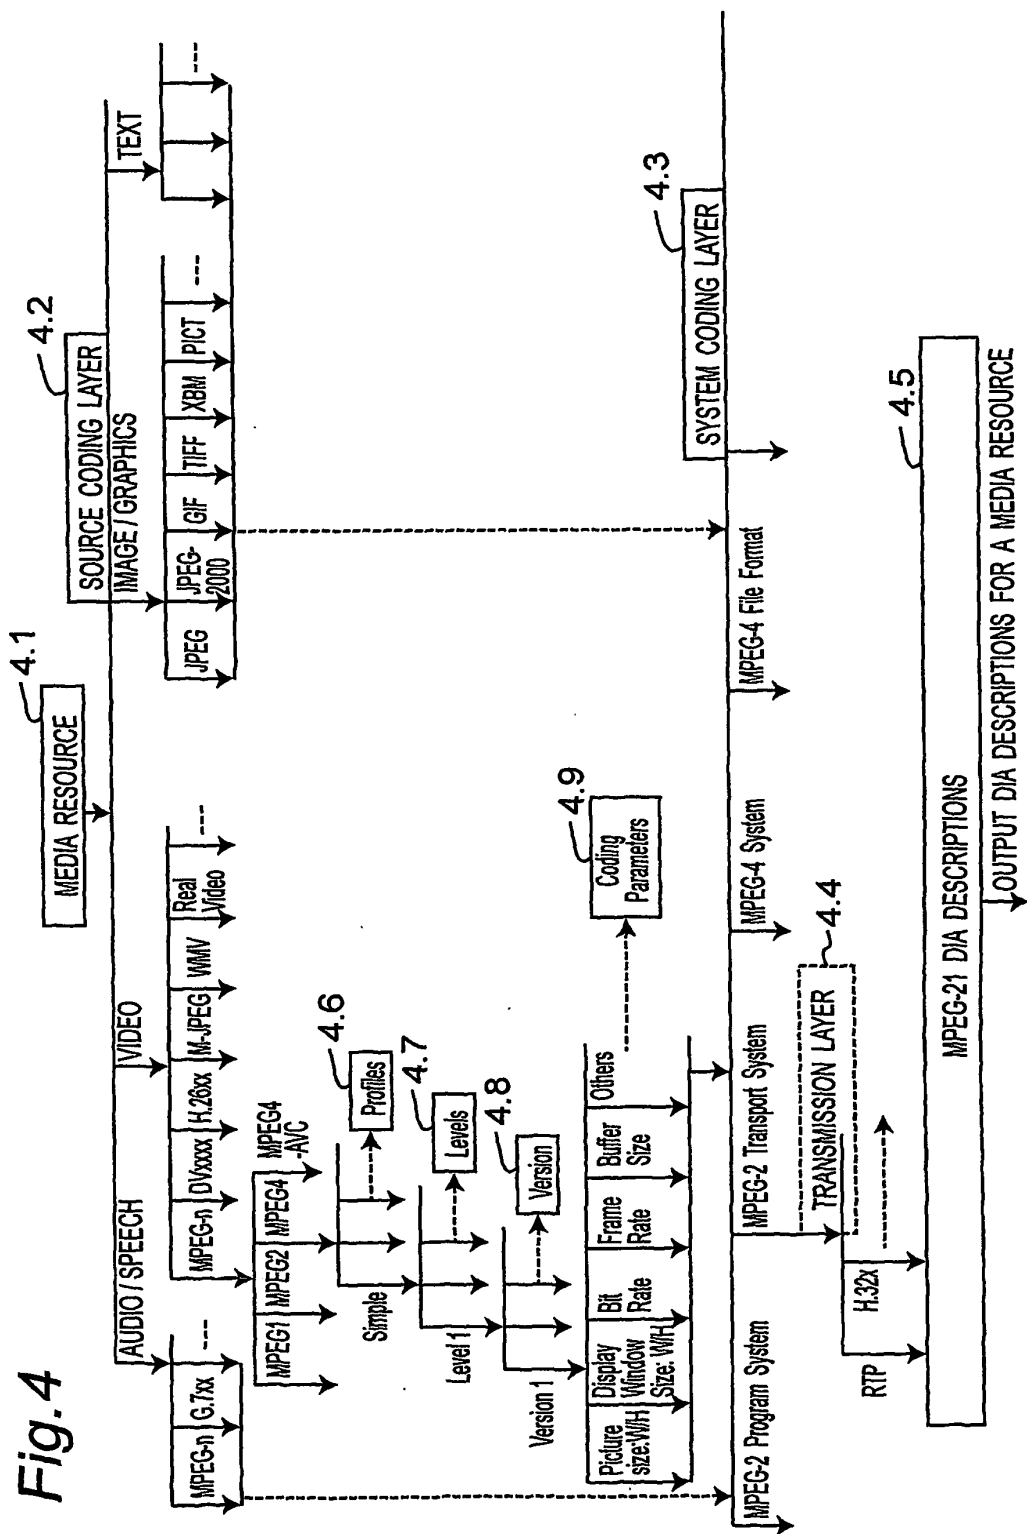 Fig.4
MEDIA RESOURCE
4.1
SOURCE CODING LAYER
4.2
AUDIO / SPEECH
VIDEO
IMAGE / GRAPHICS
TEXT
MPEG-n
G.7xx
---
MPEG-n
DVxxxx
H.26xx
M-JPEG
WMV
Real
Video
---
JPEG
JPEG-
2000
GIF
TIFF
XBM
PICT
---
---
MPEG1
MPEG2
MPEG4
MPEG4
-AVC
Simple
Profiles
4.6
Level 1
Levels
4.7
Version 1
Version
4.8
Picture
size:W/H
Display
Window
Size: W/H
Bit
Rate
Frame
Rate
Buffer
Size
Others
Coding
Parameters
4.9
SYSTEM CODING LAYER
4.3
MPEG-2 Program System
MPEG-2 Transport System
MPEG-4 System
MPEG-4 File Format
TRANSMISSION LAYER
4.4
RTP
H.32x
MPEG-21 DIA DESCRIPTIONS
4.5
OUTPUT DIA DESCRIPTIONS FOR A MEDIA RESOURCE